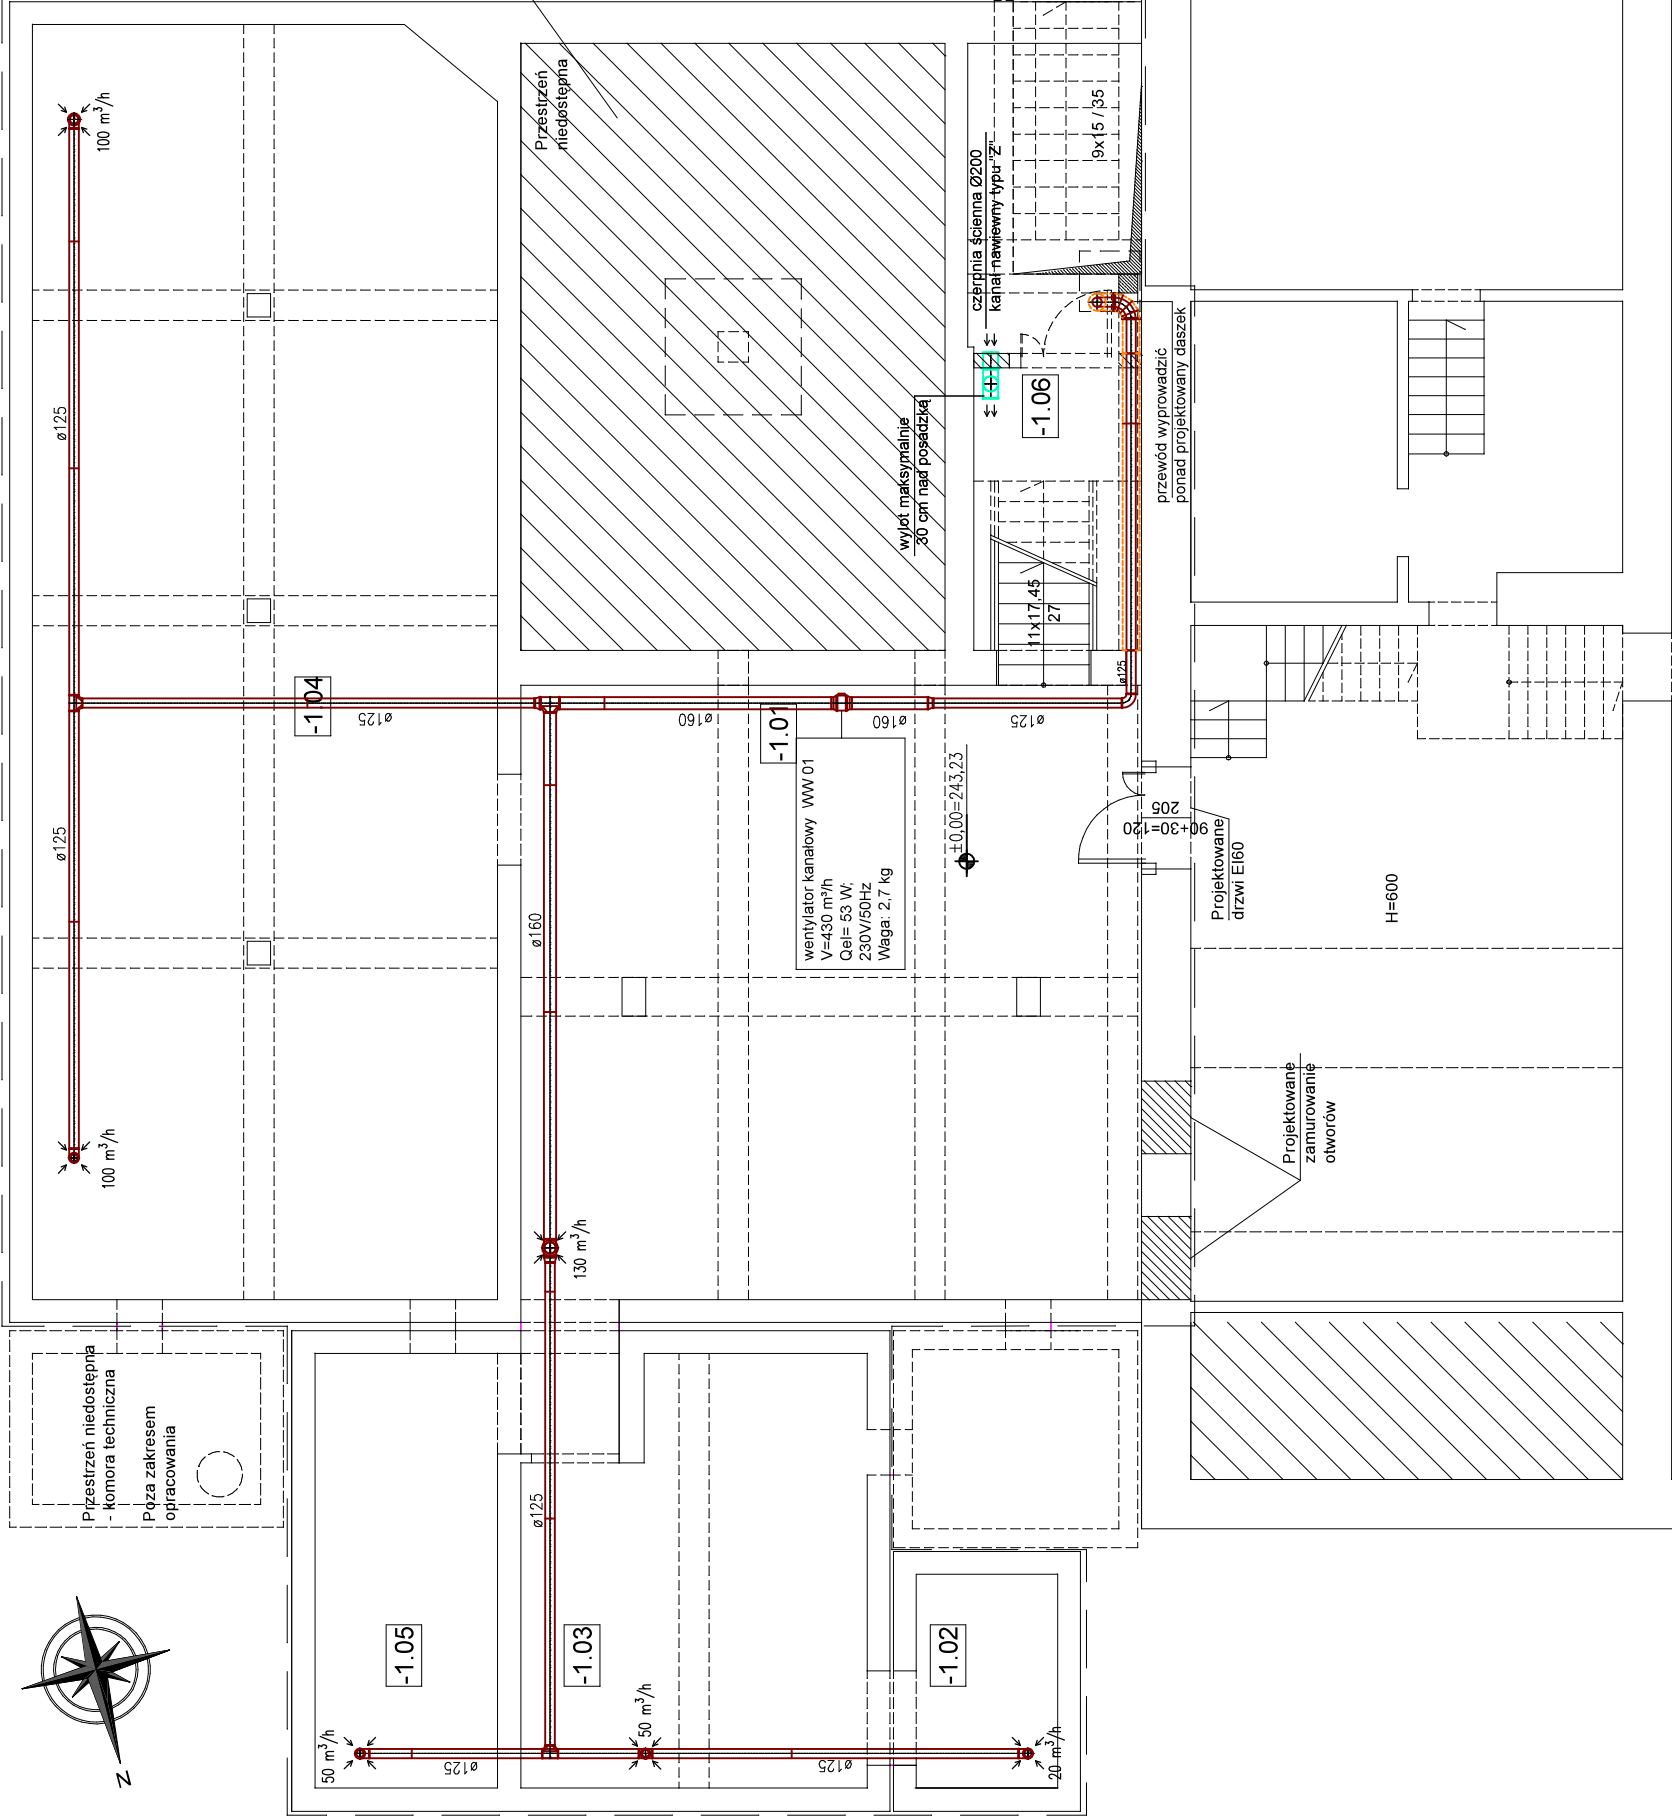 100 m³/h
Przestrzeń
niedostępna
czerpnia ścienna Ø200
kanał nawiewny typu "Z"
9x15 / 35
ø125
-1.06
wylot maksymalnie
30 cm nad posadzką
przewód wyprowadzić
ponad projektowany daszek
11x17,45
27
ø125
-1.04
ø125
ø160
-1.01
ø160
ø125
wentylator kanałowy WW 01
V=430 m³/h
Qel= 53 W;
230V/50Hz
Waga: 2,7 kg
±0,00=243,23
90+30=120
205
Projektowane
drzwi EI60
H=600
ø125
ø160
100 m³/h
130 m³/h
Projektowane
zamurowanie
otworów
Przestrzeń niedostępna
- komora techniczna
Poza zakresem
opracowania
ø125
-1.05
-1.03
-1.02
50 m³/h
50 m³/h
20 m³/h
ø125
ø125
N